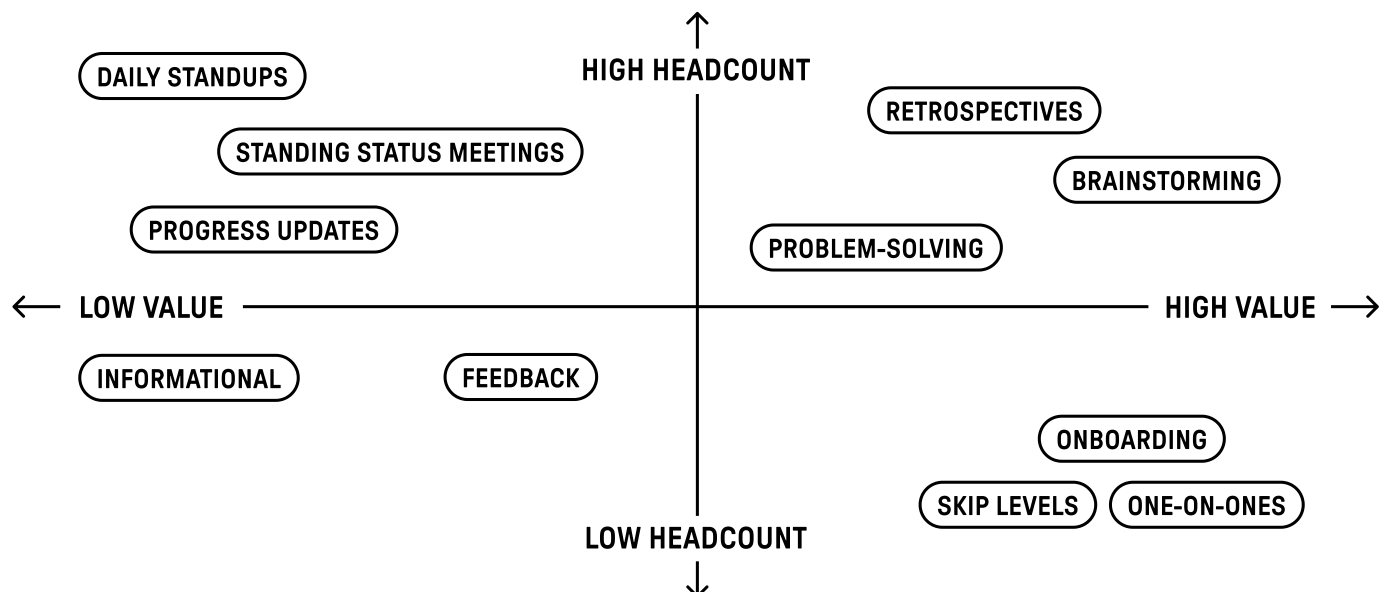 HIGH HEADCOUNT
DAILY STANDUPS
RETROSPECTIVES
STANDING STATUS MEETINGS
BRAINSTORMING
PROGRESS UPDATES
PROBLEM-SOLVING
LOW VALUE
HIGH VALUE
INFORMATIONAL
FEEDBACK
ONBOARDING
SKIP LEVELS
ONE-ON-ONES
LOW HEADCOUNT